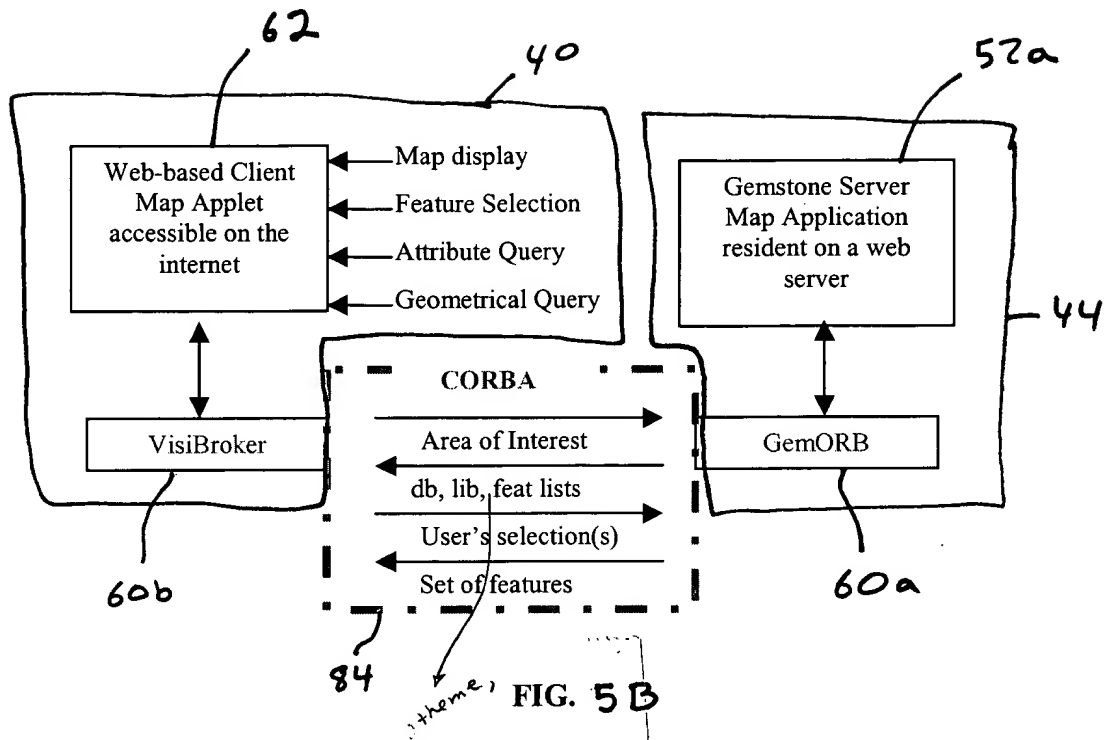 62
40
52a
Web-based Client
Map Applet
accessible on the
internet
Map display
Feature Selection
Attribute Query
Geometrical Query
Gemstone Server
Map Application
resident on a web
server
44
CORBA
VisiBroker
Area of Interest
GemORB
db, lib, feat lists
User's selection(s)
Set of features
60b
60a
84
theme,
FIG. 5B